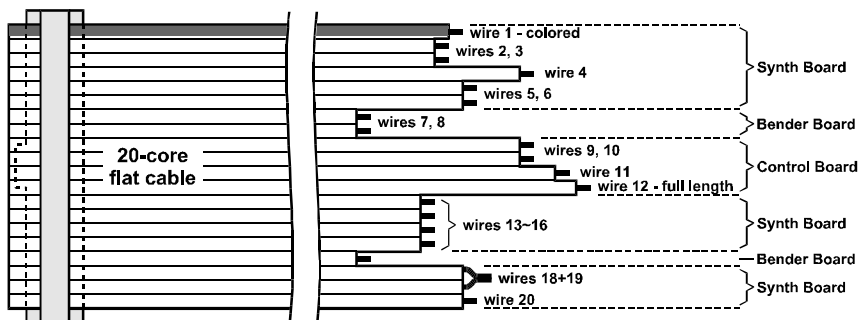 wire 1 - colored
wires 2, 3
wire 4
Synth Board
wires 5, 6
wires 7, 8
Bender Board
20-core
flat cable
wires 9, 10
wire 11
Control Board
wire 12 - full length
wires 13~16
Synth Board
Bender Board
wires 18+19
Synth Board
wire 20